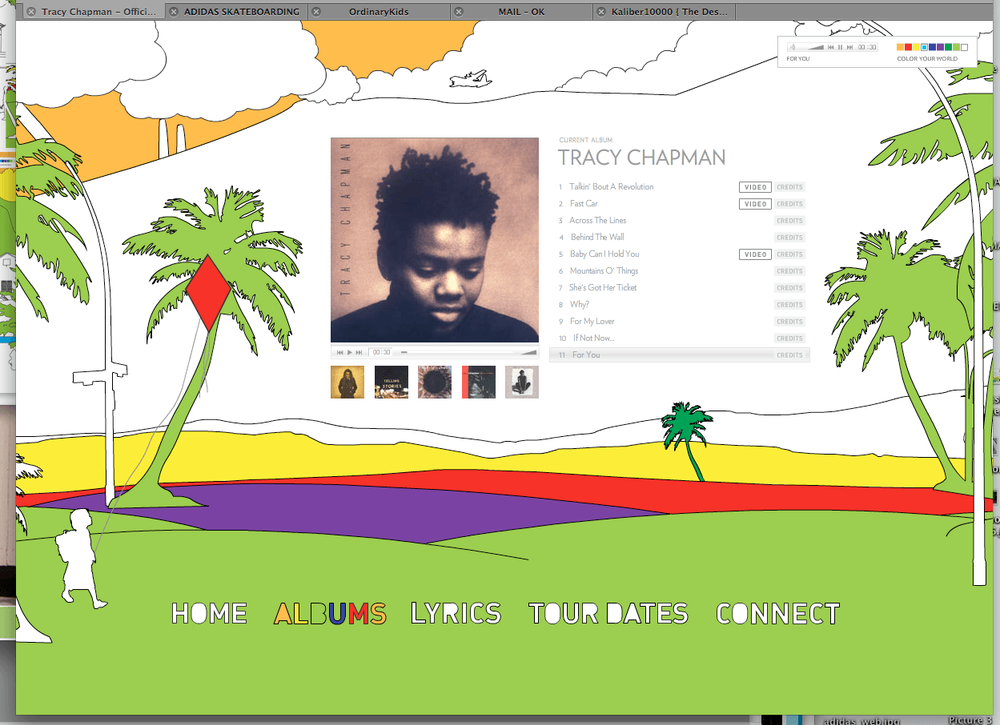 Tracy Chapman – Offici...
ADIDAS SKATEBOARDING
OrdinaryKids
MAIL – OK
Kaliber10000 { The Des...
00:30
FOR YOU
COLOR YOUR WORLD
TRACY CHAPMAN
CURRENT ALBUM
TRACY CHAPMAN
1 Talkin' Bout A Revolution VIDEO CREDITS
2 Fast Car VIDEO CREDITS
3 Across The Lines CREDITS
4 Behind The Wall CREDITS
5 Baby Can I Hold You VIDEO CREDITS
6 Mountains O' Things CREDITS
7 She's Got Her Ticket CREDITS
8 Why? CREDITS
9 For My Lover CREDITS
10 If Not Now... CREDITS
11 For You CREDITS
00:30
TELLING
STORIES
HOME ALBUMS LYRICS TOUR DATES CONNECT
adidas_web.jpg
Picture 3